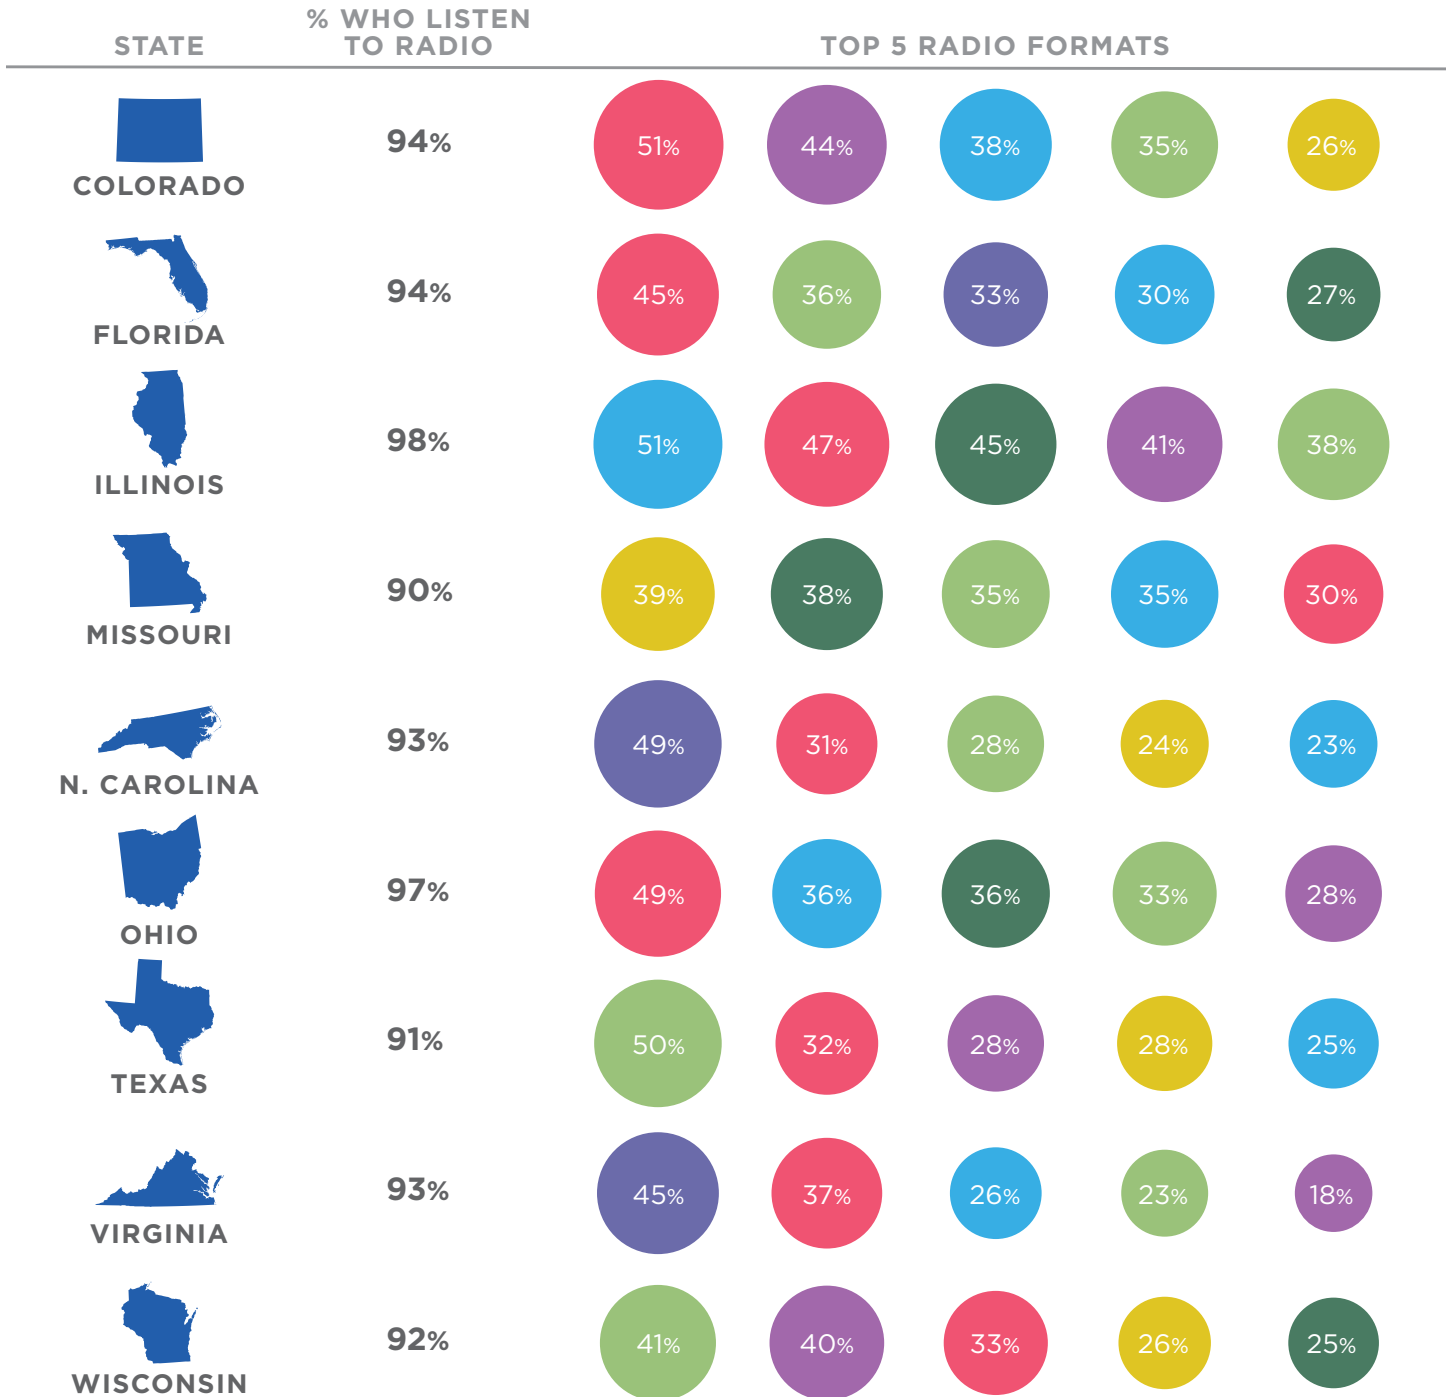 % WHO LISTEN
STATE TO RADIO TOP 5 RADIO FORMATS
94% 51% 44% 38% 35% 26%
COLORADO
94% 45% 36% 33% 30% 27%
FLORIDA
98% 51% 47% 45% 41% 38%
ILLINOIS
90% 39% 38% 35% 35% 30%
MISSOURI
93% 49% 31% 28% 24% 23%
N. CAROLINA
97% 49% 36% 36% 33% 28%
OHIO
91% 50% 32% 28% 28% 25%
TEXAS
93% 45% 37% 26% 23% 18%
VIRGINIA
92% 41% 40% 33% 26% 25%
WISCONSIN